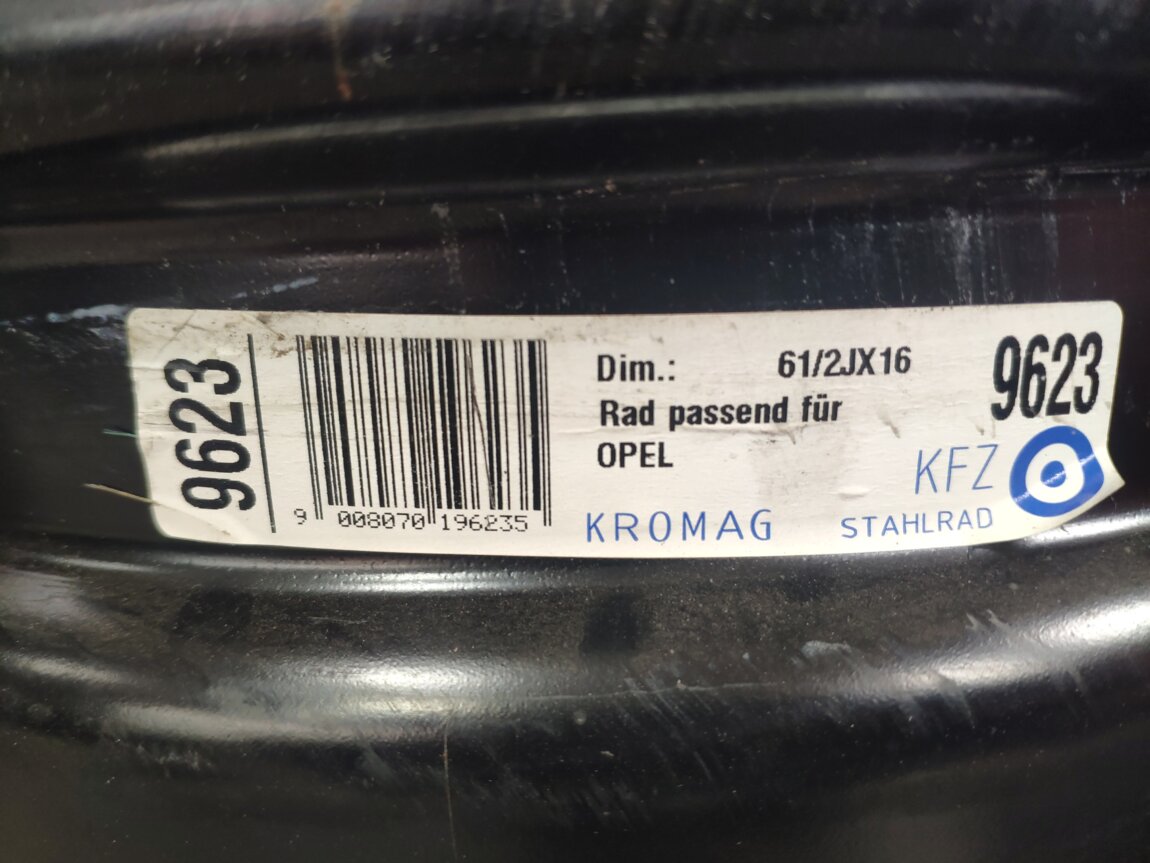 9623
9 008070 196235
Dim.: 61/2JX16
Rad passend für
OPEL
KROMAG
9623
KFZ
STAHLRAD